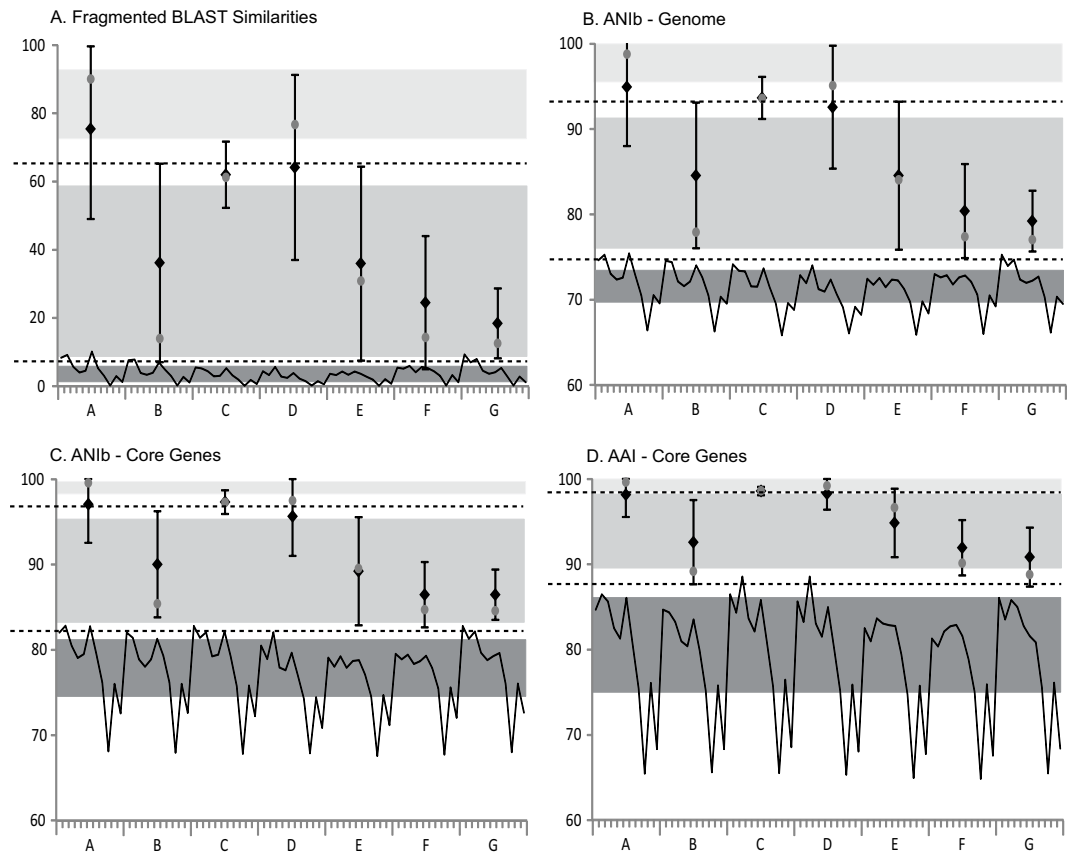 A. Fragmented BLAST Similarities
100
80
60
40
20
0
A B C D E F G
B. ANIb - Genome
100
90
80
70
60
A B C D E F G
C. ANIb - Core Genes
100
90
80
70
60
A B C D E F G
D. AAI - Core Genes
100
90
80
70
60
A B C D E F G